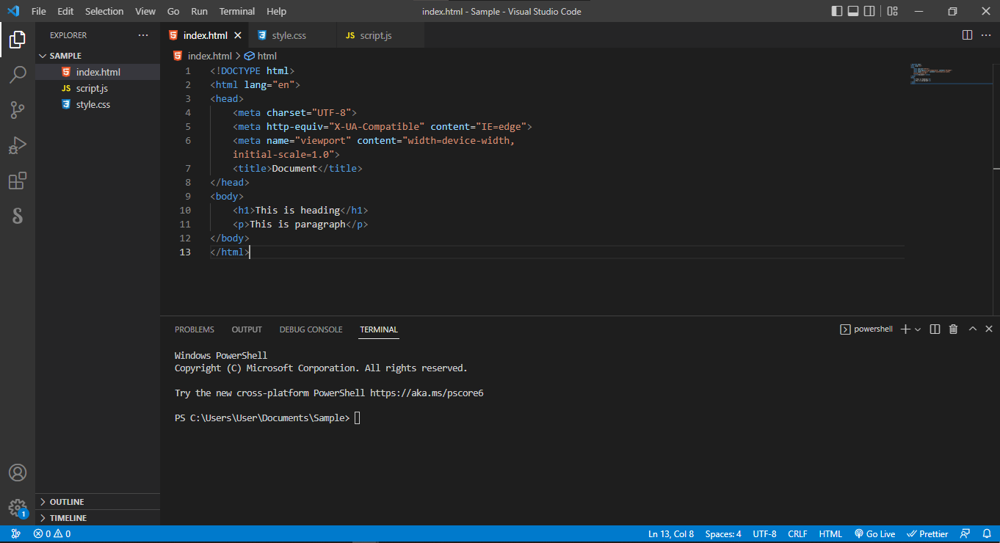 File Edit Selection View Go Run Terminal Help index.html - Sample - Visual Studio Code
EXPLORER
SAMPLE
index.html
JS script.js
style.css
OUTLINE
TIMELINE
1
index.html style.css JS script.js
index.html > html
1 <!DOCTYPE html>
2 <html lang="en">
3 <head>
4 <meta charset="UTF-8">
5 <meta http-equiv="X-UA-Compatible" content="IE=edge">
6 <meta name="viewport" content="width=device-width,
initial-scale=1.0">
7 <title>Document</title>
8 </head>
9 <body>
10 <h1>This is heading</h1>
11 <p>This is paragraph</p>
12 </body>
13 </html>
PROBLEMS OUTPUT DEBUG CONSOLE TERMINAL powershell
Windows PowerShell
Copyright (C) Microsoft Corporation. All rights reserved.
Try the new cross-platform PowerShell https://aka.ms/pscore6
PS C:\Users\User\Documents\Sample>
0 0 Ln 13, Col 8 Spaces: 4 UTF-8 CRLF HTML Go Live Prettier